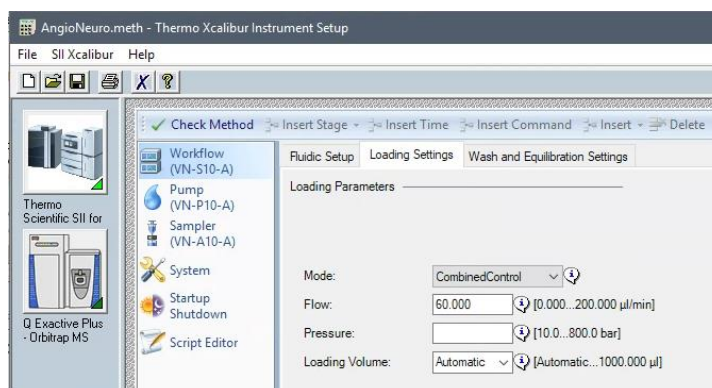 AngioNeuro.meth - Thermo Xcalibur Instrument Setup
File SII Xcalibur Help
Check Method Insert Stage Insert Time Insert Command Insert Delete
Thermo
Scientific SII for
Q Exactive Plus
- Orbitrap MS
Workflow
(VN-S10-A)
Pump
(VN-P10-A)
Sampler
(VN-A10-A)
System
Startup
Shutdown
Script Editor
Fluidic Setup Loading Settings Wash and Equilibration Settings
Loading Parameters
Mode: CombinedControl
Flow: 60.000 [0.000...200.000 µl/min]
Pressure: [10.0...800.0 bar]
Loading Volume: Automatic [Automatic...1000.000 µl]